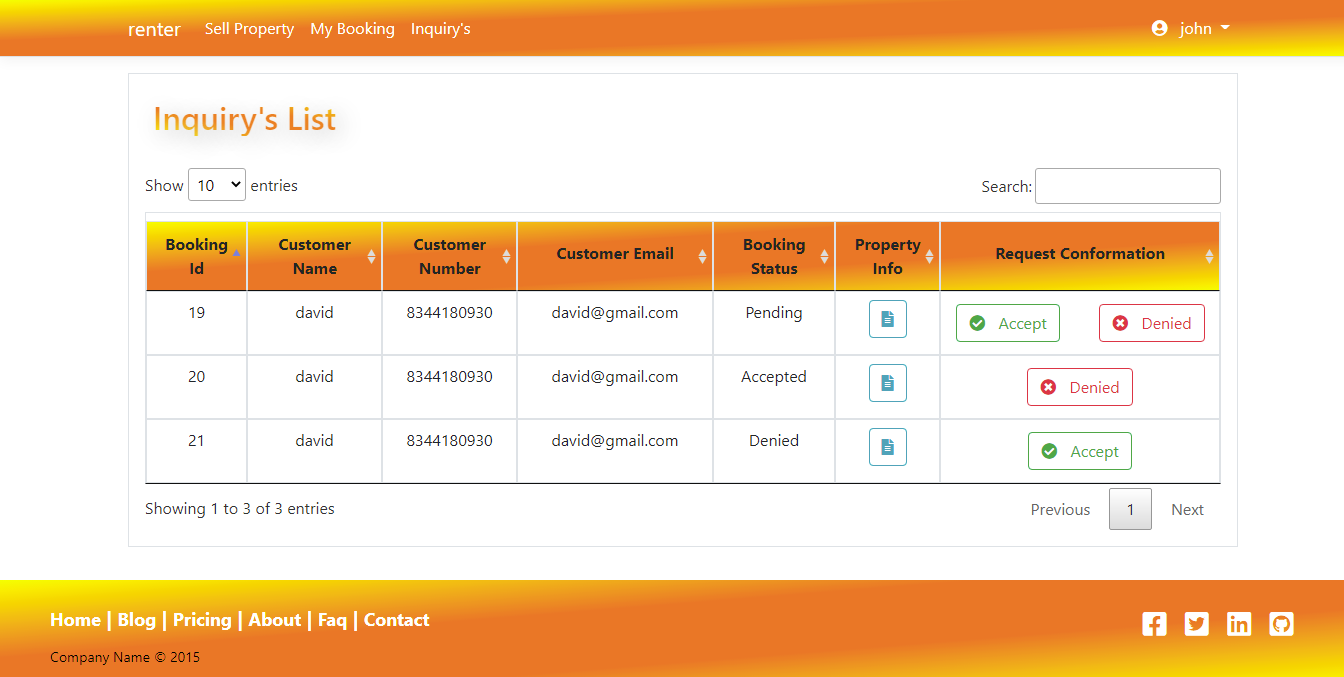 renter Sell Property My Booking Inquiry's john
Inquiry's List
Show 10 entries Search:
Booking Id Customer Name Customer Number Customer Email Booking Status Property Info Request Conformation
19 david 8344180930 david@gmail.com Pending Accept Denied
20 david 8344180930 david@gmail.com Accepted Denied
21 david 8344180930 david@gmail.com Denied Accept
Showing 1 to 3 of 3 entries Previous 1 Next
Home | Blog | Pricing | About | Faq | Contact
Company Name © 2015